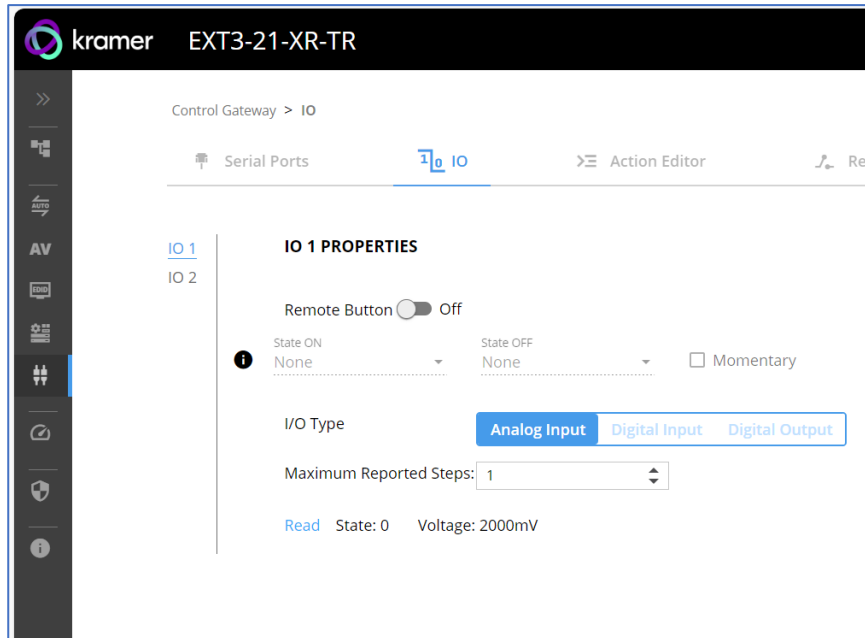 kramer EXT3-21-XR-TR
Control Gateway > IO
Serial Ports IO Action Editor Re
IO 1
IO 2
IO 1 PROPERTIES
Remote Button Off
State ON State OFF
None None Momentary
I/O Type Analog Input Digital Input Digital Output
Maximum Reported Steps: 1
Read State: 0 Voltage: 2000mV
AUTO
AV
EDID